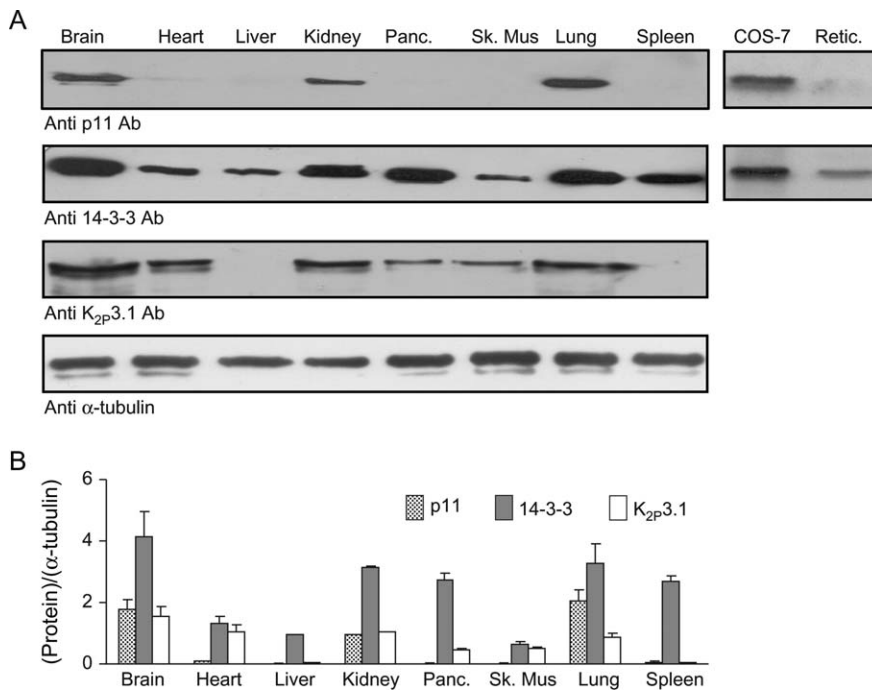 A
Brain Heart Liver Kidney Panc. Sk. Mus Lung Spleen COS-7 Retic.
Anti p11 Ab
Anti 14-3-3 Ab
Anti K2P3.1 Ab
Anti α-tubulin
B
(Protein)/(α-tubulin)
6
p11 14-3-3 K2P3.1
4
2
0
Brain Heart Liver Kidney Panc. Sk. Mus Lung Spleen